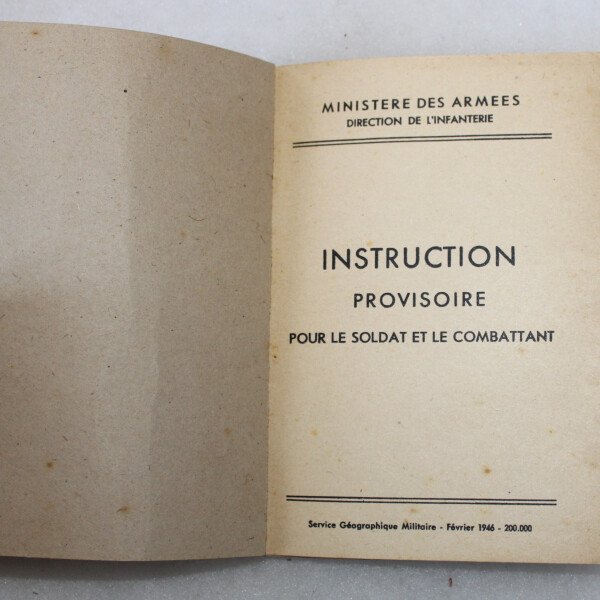 MINISTERE DES ARMEES
DIRECTION DE L'INFANTERIE
INSTRUCTION
PROVISOIRE
POUR LE SOLDAT ET LE COMBATTANT
Service Géographique Militaire - Février 1946 - 200.000